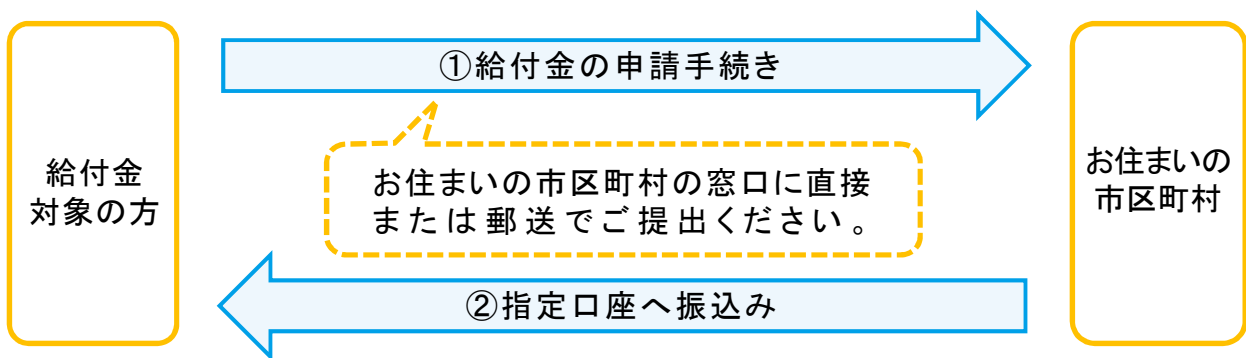 ①給付金の申請手続き
給付金
対象の方
お住まいの市区町村の窓口に直接
または郵送でご提出ください。
お住まいの
市区町村
②指定口座へ振込み